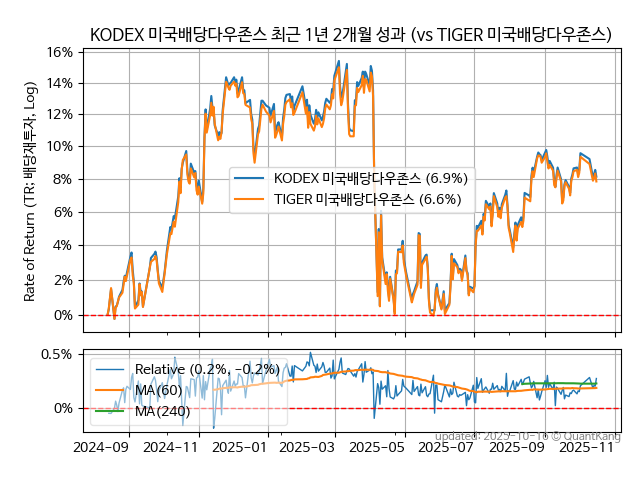 KODEX 미국배당다우존스 최근 1년 2개월 성과 (vs TIGER 미국배당다우존스)
16%
14%
12%
10%
8%
6%
4%
2%
0%
Rate of Return (TR: 배당재투자, Log)
KODEX 미국배당다우존스 (6.9%)
TIGER 미국배당다우존스 (6.6%)
0.5%
0%
Relative (0.2%, -0.2%)
MA(60)
MA(240)
2024-09 2024-11 2025-01 2025-03 2025-05 2025-07 2025-09 2025-11
updated: 2025-10-16 © QuantKang